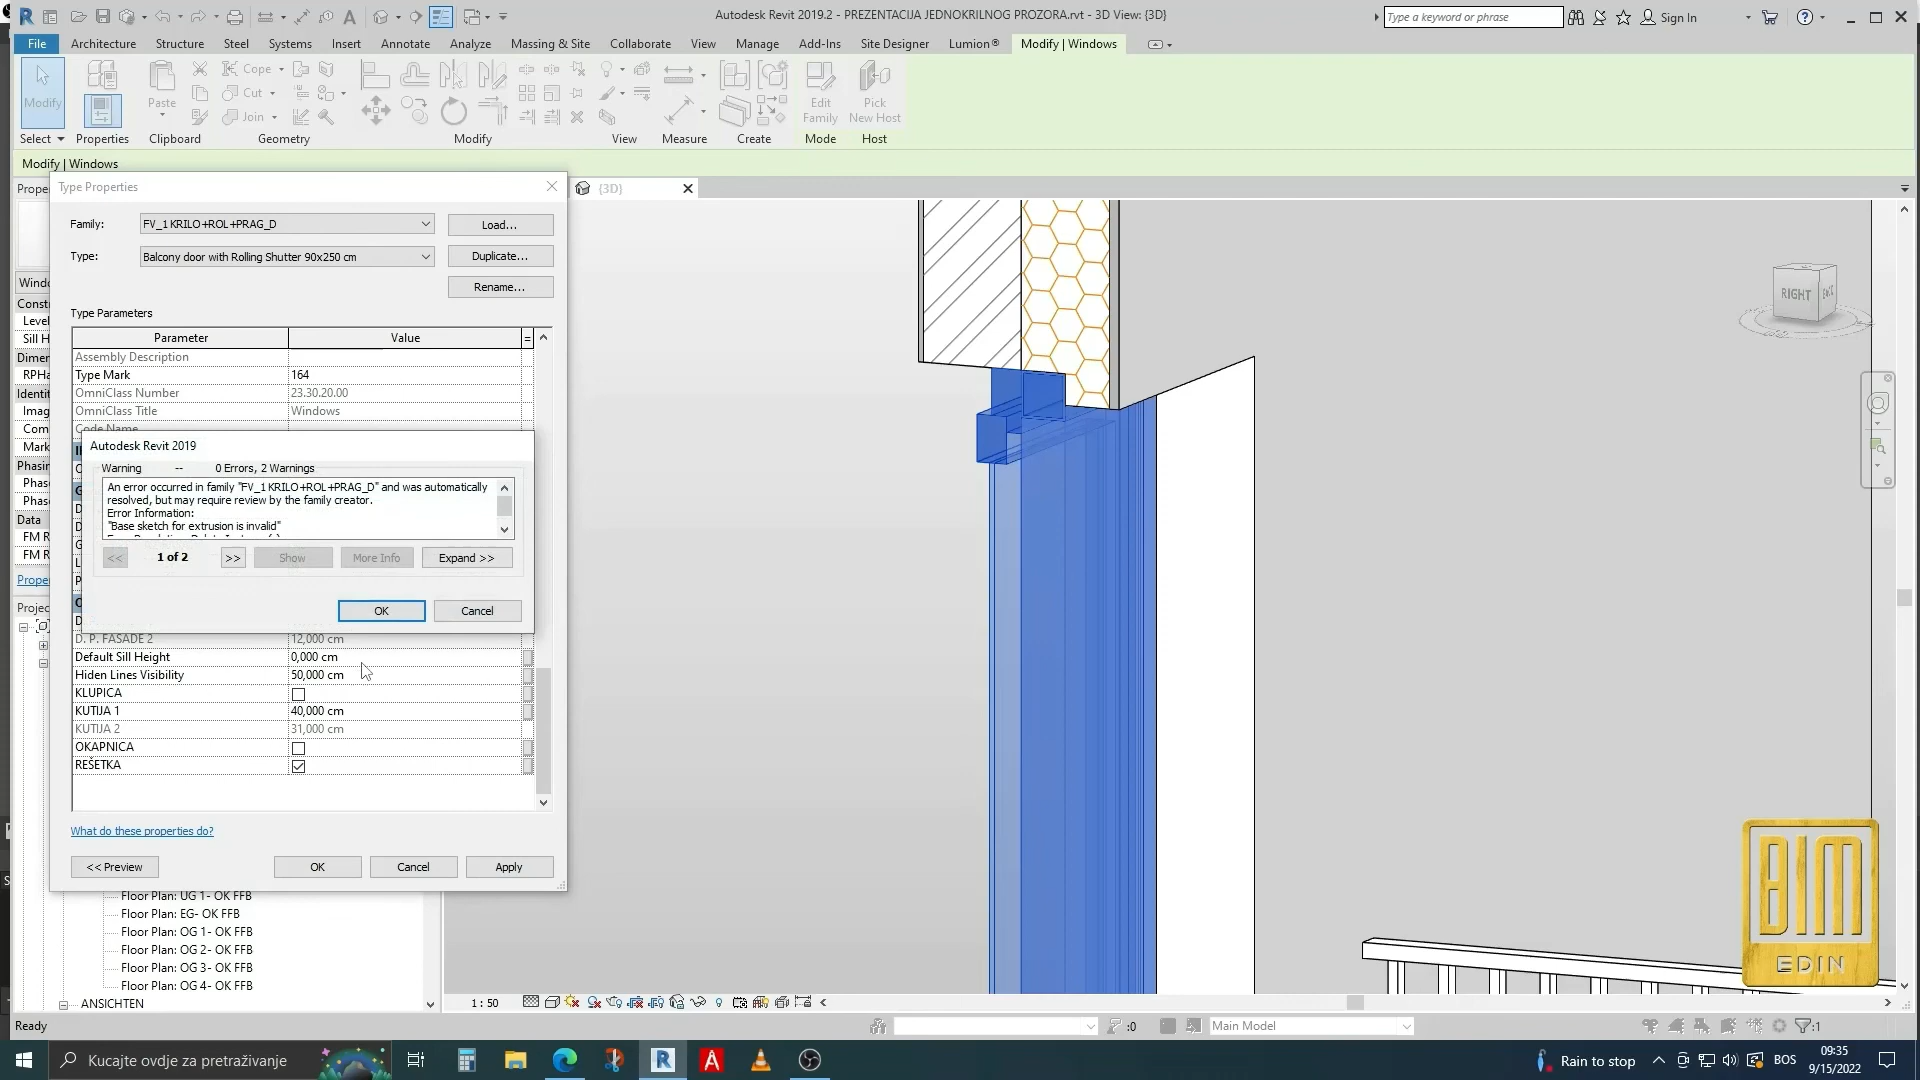 Autodesk Revit 2019.2 - PREZENTACIJA JEDNOKRILNOG PROZORA.rvt - 3D View: {3D}
Type a keyword or phrase
Sign In
File Architecture Structure Steel Systems Insert Annotate Analyze Massing & Site Collaborate View Manage Add-Ins Site Designer Lumion® Modify | Windows
Modify
Paste
Cope
Cut
Join
Edit Family
Pick New Host
Select Properties Clipboard Geometry Modify View Measure Create Mode Host
Modify | Windows
Type Properties
{3D}
Family: FV_1 KRILO+ROL+PRAG_D Load...
Type: Balcony door with Rolling Shutter 90x250 cm Duplicate...
Rename...
Type Parameters
Parameter Value =
Assembly Description
Type Mark 164
OmniClass Number 23.30.20.00
OmniClass Title Windows
Code Name
Autodesk Revit 2019
Warning -- 0 Errors, 2 Warnings
An error occurred in family "FV_1 KRILO+ROL+PRAG_D" and was automatically
resolved, but may require review by the family creator.
Error Information:
"Base sketch for extrusion is invalid"
<< 1 of 2 >> Show More Info Expand >>
OK Cancel
D. P. FASADE 2 12,000 cm
Default Sill Height 0,000 cm
Hiden Lines Visibility 50,000 cm
KLUPICA
KUTIJA 1 40,000 cm
KUTIJA 2 31,000 cm
OKAPNICA
REŠETKA
What do these properties do?
<< Preview OK Cancel Apply
Floor Plan: UG 1- OK FFB
Floor Plan: EG- OK FFB
Floor Plan: OG 1- OK FFB
Floor Plan: OG 2- OK FFB
Floor Plan: OG 3- OK FFB
Floor Plan: OG 4- OK FFB
ANSICHTEN
RIGHT
BIM
EDIN
1 : 50
Ready
:0
Main Model
:1
Kucajte ovdje za pretraživanje
Rain to stop
BOS
09:35
9/15/2022